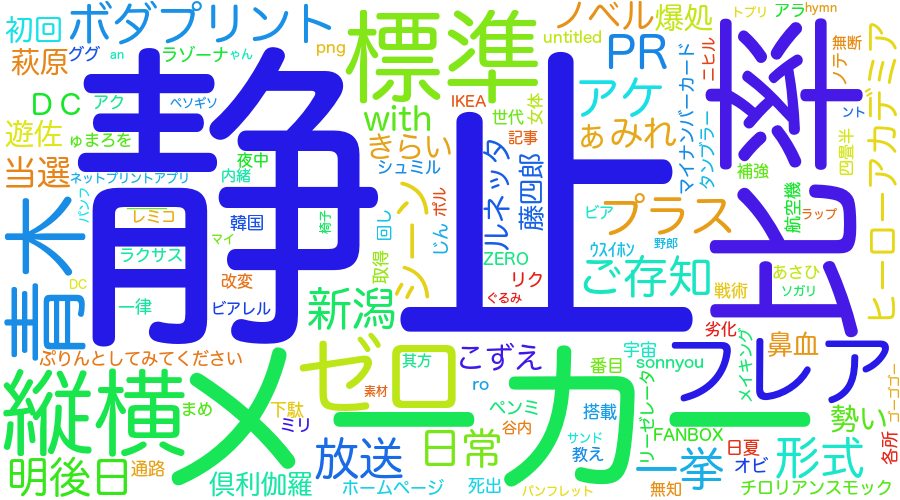 初回
ボダプリント
標準
ノベル
爆処
トプリ
アラ
hymn
萩原
ググ
an
ラゾーナ
ゃん
png
untitled
PR
ニヒル
無断
ノテ
比率
ヒーローアカデミア
DC
アク
ペソギソ
静止
with
IKEA
世代
女体
アケ
マイナンバーカード
タンブラー
遊佐
ゅまろを
夜中
きらい
記事
ぁ
みれ
補強
四畳半
ント
当選
ネットプリントアプリ
内緒
シュミル
ルネッタ
藤四郎
青木
パンフ
レミコ
韓国
椅子
回し
シーン
ポル
じん
プラス
ビア
航空機
ラップ
ラクサス
マイ
取得
ZERO
ご存知
ウスイホン
野郎
あさひ
DC
改変
リク
戦術
ソガリ
一律
ビアレル
新潟
ぐるみ
劣化
ぷりんとしてみてください
ゼロ
其方
こずえ
宇宙
フレア
鼻血
メイキング
縦横
メーカー
素材
ro
番目
sonnyou
ゴーゴー
まめ
下駄
ミリ
ペンミ
搭載
リーゼレータ
勢い
谷内
FANBOX
日夏
各所
明後日
通路
放送
日常
サンド
教え
一挙
オビ
形式
倶利伽羅
ホームページ
死出
パンフレット
無知
チロリアンスモック